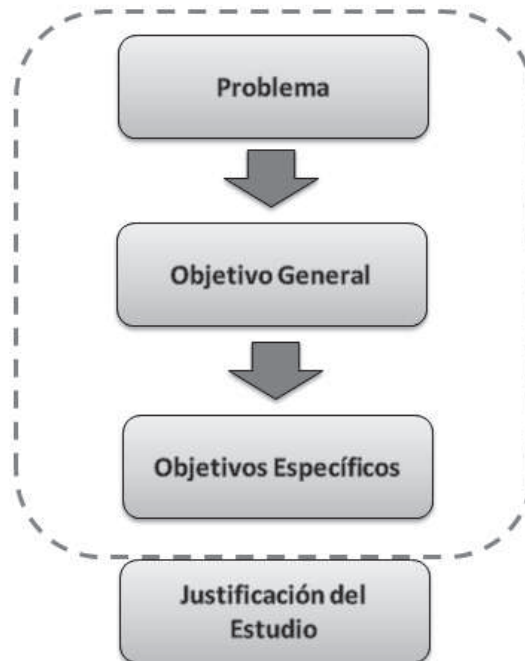 Problema
Objetivo General
Objetivos Específicos
Justificación del
Estudio